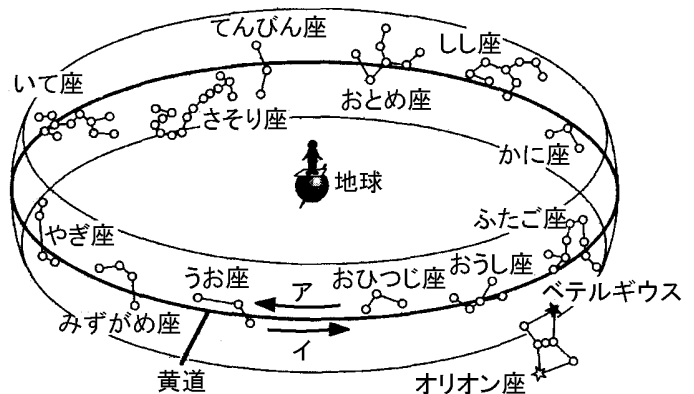 てんびん座
しし座
いて座
さそり座
おとめ座
かに座
地球
ふたご座
やぎ座
うお座
ア
おひつじ座
おうし座
ベテルギウス
みずがめ座
イ
黄道
オリオン座